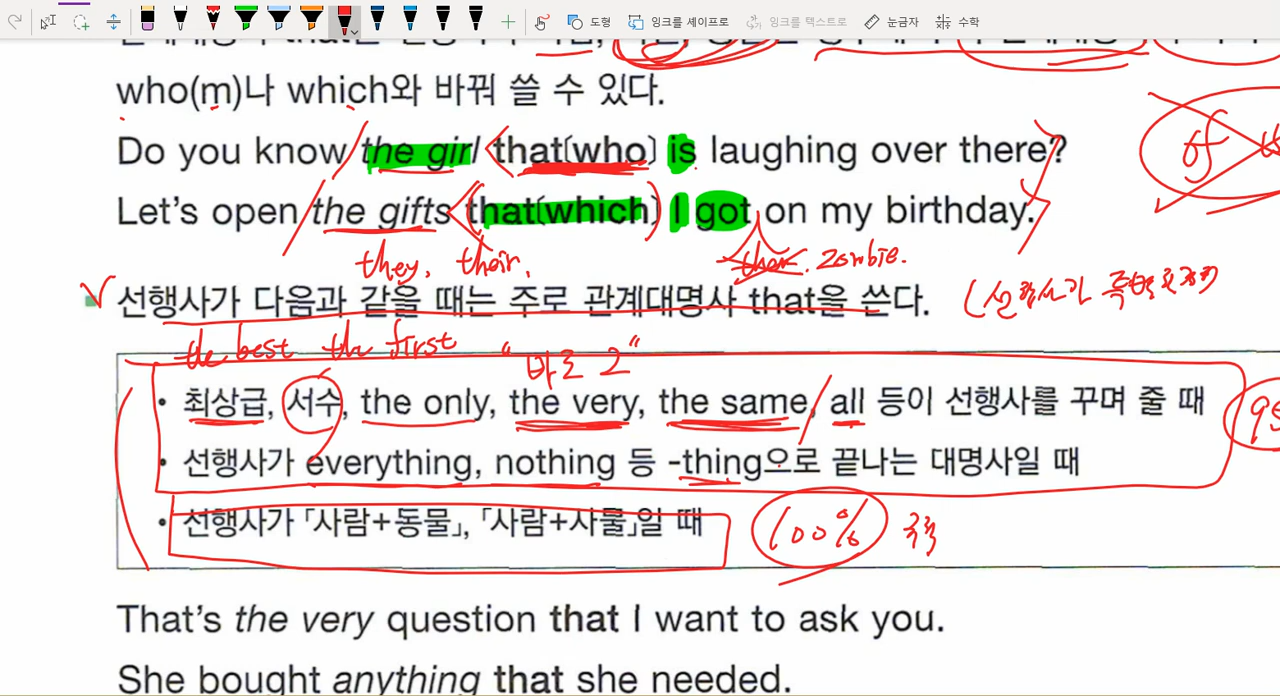 도형 잉크를 셰이프로 잉크를 텍스트로 눈금자 수학
who(m)나 which와 바꿔 쓸 수 있다.
of
Do you know the girl that(who) is laughing over there?
Let's open the gifts that(which) I got on my birthday.
they, their, them. zombie.
선행사가 다음과 같을 때는 주로 관계대명사 that을 쓴다. (선행사가
the best the first "바로 그"
• 최상급, 서수, the only, the very, the same, all 등이 선행사를 꾸며 줄 때
• 선행사가 everything, nothing 등 -thing으로 끝나는 대명사일 때
• 선행사가 「사람+동물」, 「사람+사물」일 때 100%
That's the very question that I want to ask you.
She bought anything that she needed.